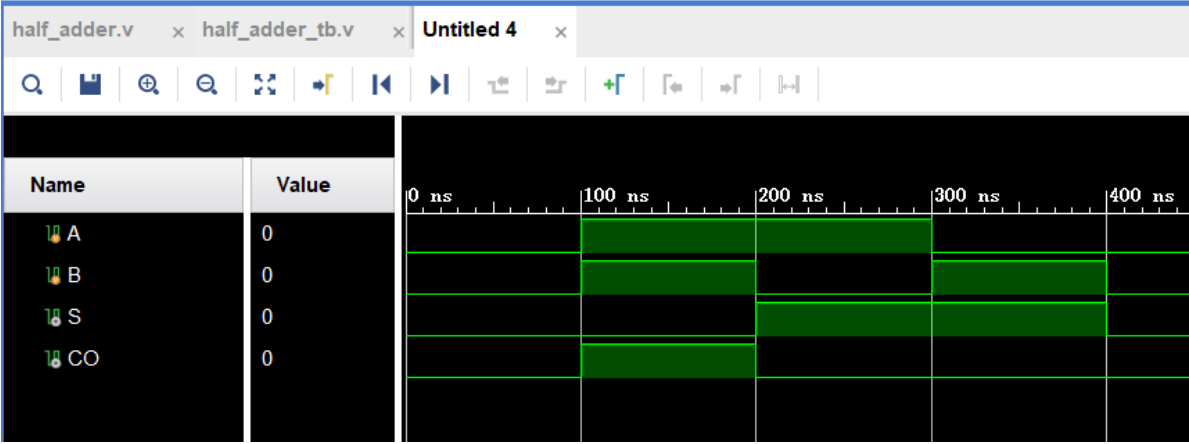 half_adder.v × half_adder_tb.v × Untitled 4 ×
Name Value
0 ns 100 ns 200 ns 300 ns 400 ns
A 0
B 0
S 0
CO 0